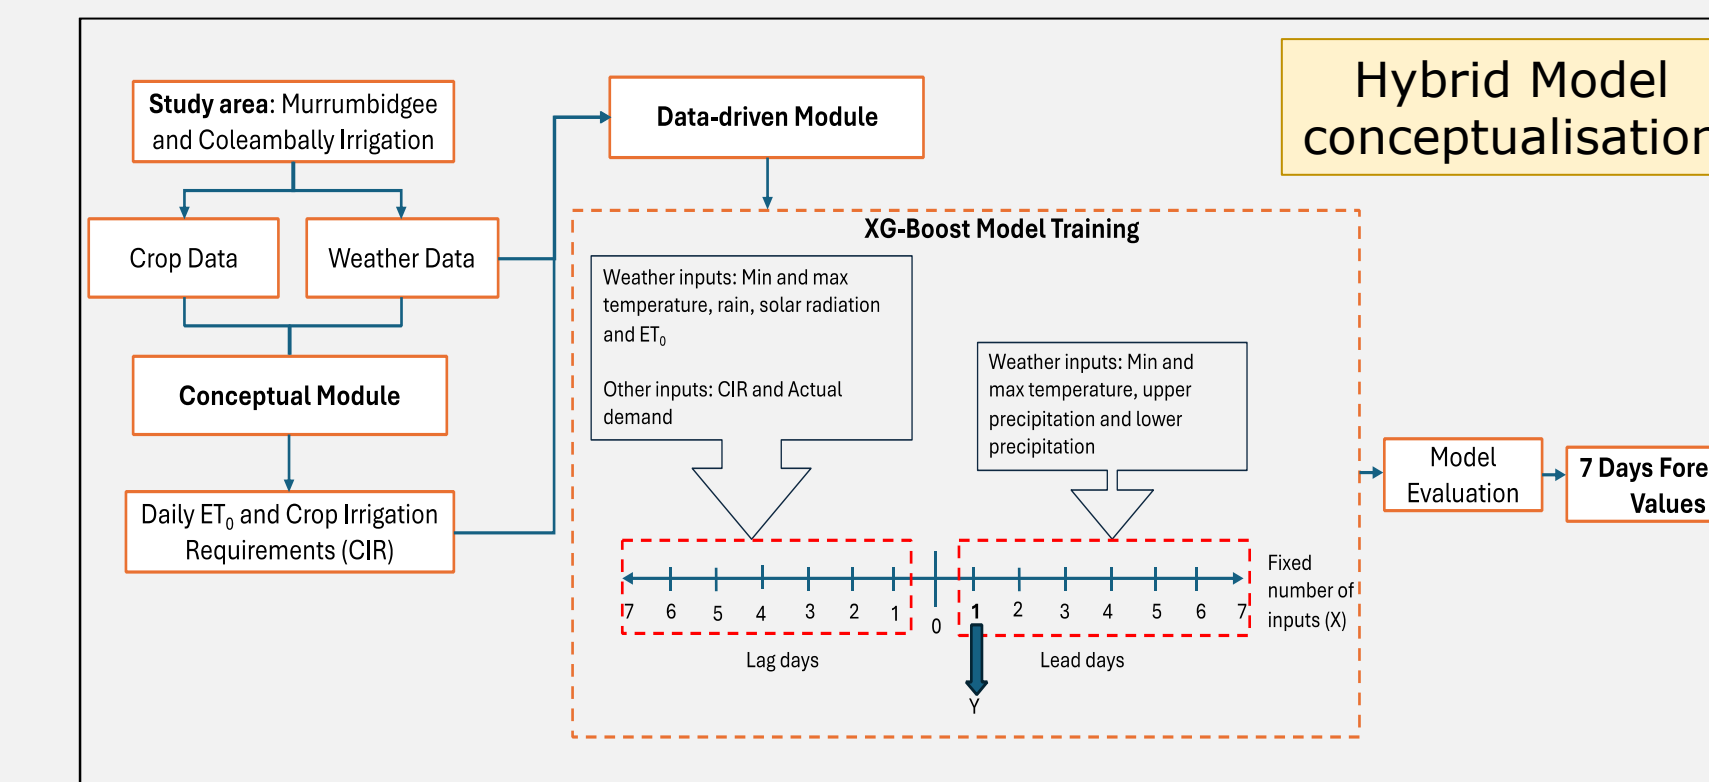 Hybrid Model
conceptualisation
Study area: Murrumbidgee
and Coleambally Irrigation
Crop Data
Weather Data
Conceptual Module
Daily ET₀ and Crop Irrigation
Requirements (CIR)
Data-driven Module
XG-Boost Model Training
Weather inputs: Min and max
temperature, rain, solar radiation
and ET₀
Other inputs: CIR and Actual
demand
Weather inputs: Min and
max temperature, upper
precipitation and lower
precipitation
7 6 5 4 3 2 1 0 1 2 3 4 5 6 7
Lag days
Lead days
Y
Fixed
number of
inputs (X)
Model
Evaluation
7 Days Fore
Values